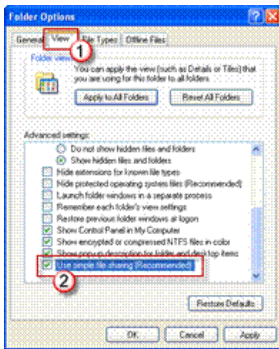 Folder Options
General View File Types Offline Files
1
Folder views
You can apply the view (such as Details or Tiles) that
you are using for this folder to all folders.
Apply to All Folders Reset All Folders
Advanced settings:
Do not show hidden files and folders
Show hidden files and folders
Hide extensions for known file types
Hide protected operating system files (Recommended)
Launch folder windows in a separate process
Remember each folder's view settings
Restore previous folder windows at logon
Show Control Panel in My Computer
Show encrypted or compressed NTFS files in color
Show pop-up description for folder and desktop items
Use simple file sharing (Recommended)
2
Restore Defaults
OK Cancel Apply